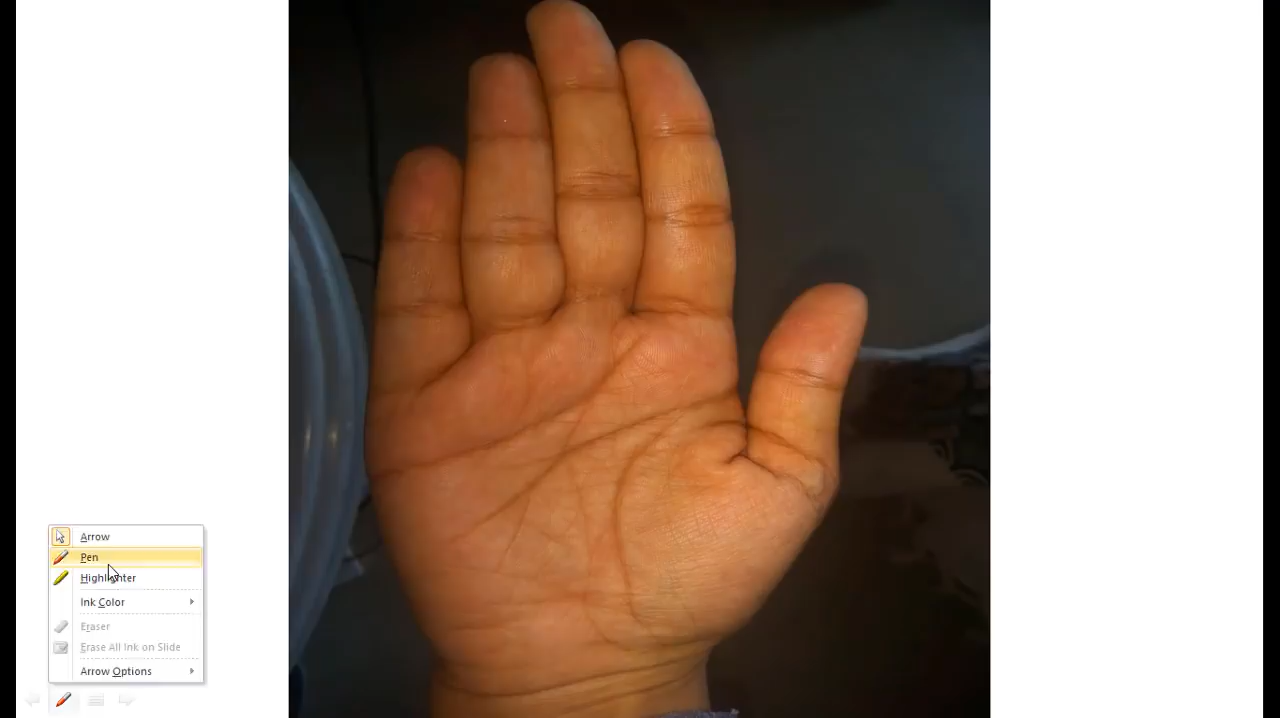 Arrow
Pen
Highlighter
Ink Color
Eraser
Erase All Ink on Slide
Arrow Options